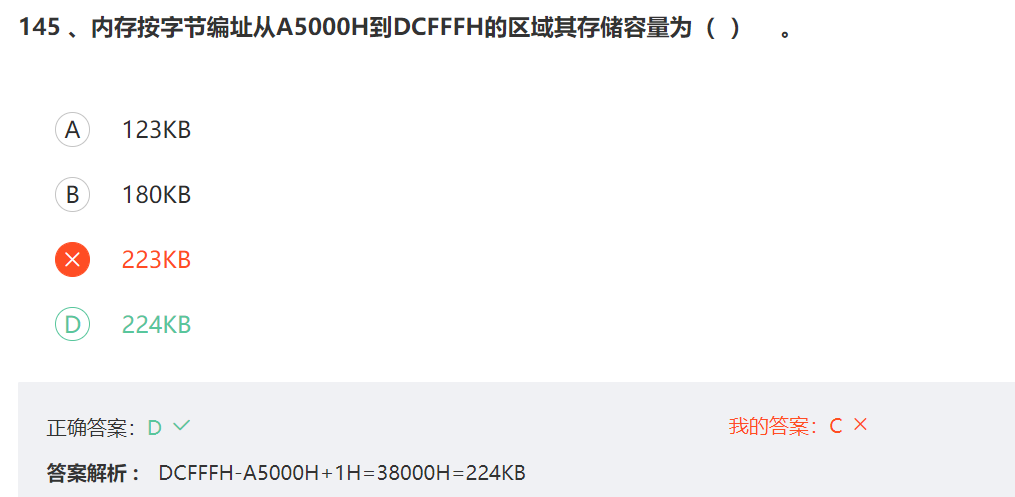 145 、内存按字节编址从A5000H到DCFFFH的区域其存储容量为（ ） 。
A 123KB
B 180KB
223KB
D 224KB
正确答案：D
我的答案：C
答案解析： DCFFFH-A5000H+1H=38000H=224KB